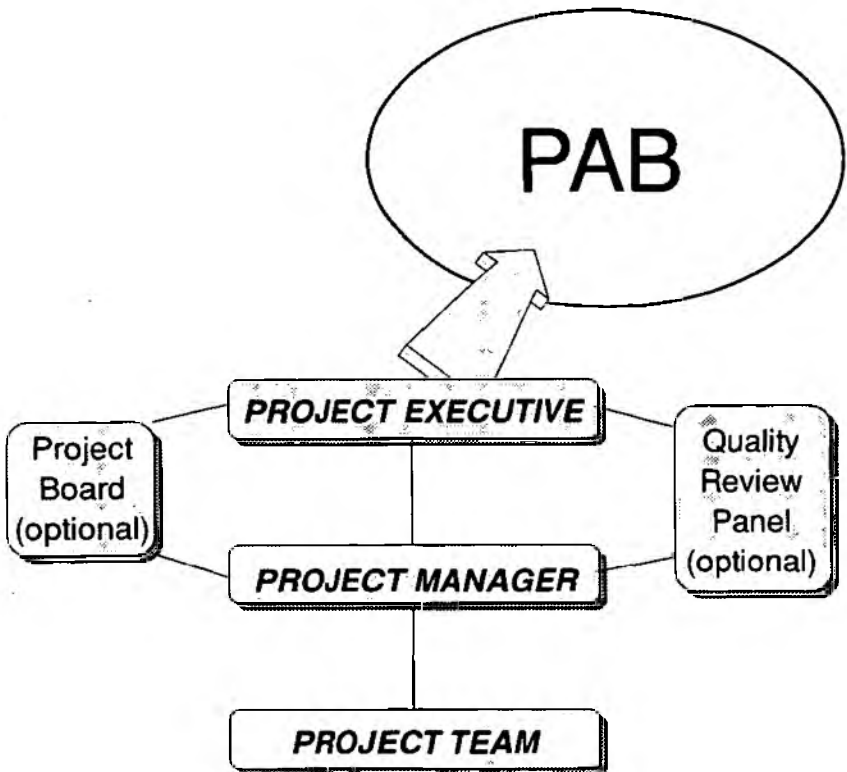 PAB
PROJECT EXECUTIVE
Project
Board
(optional)
Quality
Review
Panel
(optional)
PROJECT MANAGER
PROJECT TEAM